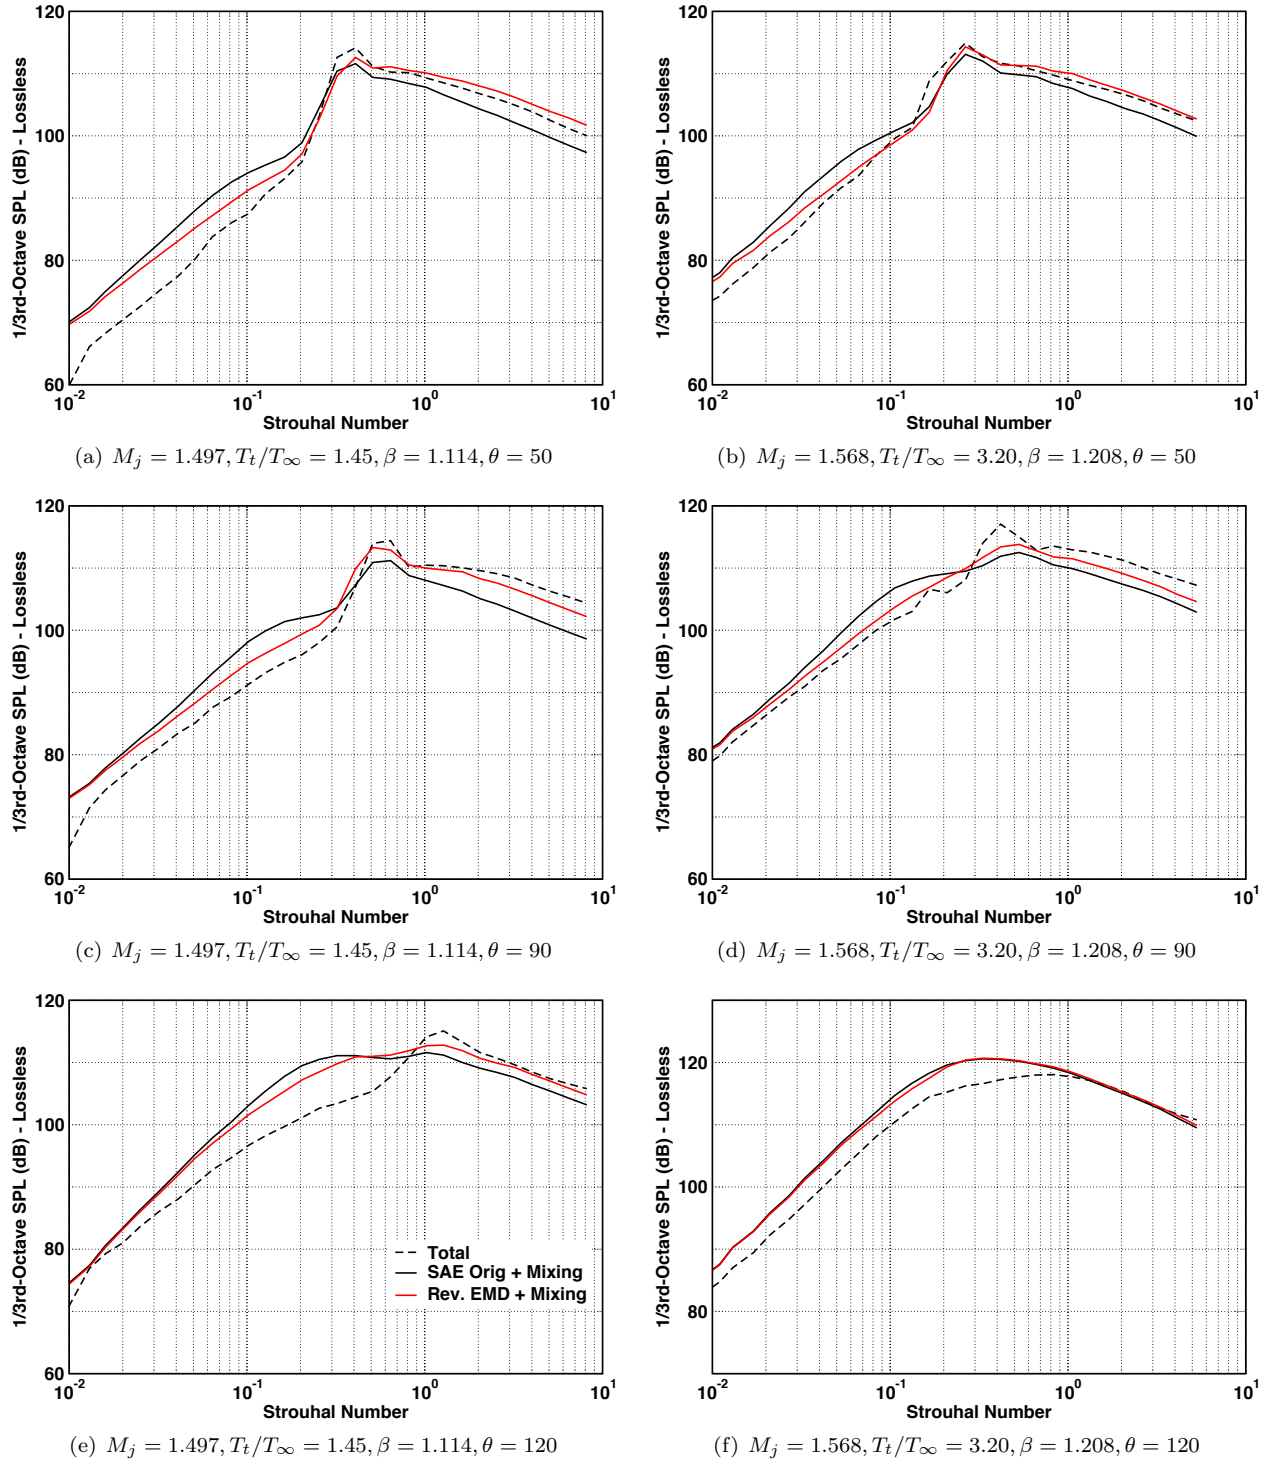 1/3rd-Octave SPL (dB) - Lossless
120
100
80
60
10^-2
10^-1
10^0
10^1
Strouhal Number
(a) M_j = 1.497, T_t/T_∞ = 1.45, β = 1.114, θ = 50
1/3rd-Octave SPL (dB) - Lossless
120
100
80
60
10^-2
10^-1
10^0
10^1
Strouhal Number
(b) M_j = 1.568, T_t/T_∞ = 3.20, β = 1.208, θ = 50
1/3rd-Octave SPL (dB) - Lossless
120
100
80
60
10^-2
10^-1
10^0
10^1
Strouhal Number
(c) M_j = 1.497, T_t/T_∞ = 1.45, β = 1.114, θ = 90
1/3rd-Octave SPL (dB) - Lossless
120
100
80
60
10^-2
10^-1
10^0
10^1
Strouhal Number
(d) M_j = 1.568, T_t/T_∞ = 3.20, β = 1.208, θ = 90
1/3rd-Octave SPL (dB) - Lossless
120
100
80
60
Total
SAE Orig + Mixing
Rev. EMD + Mixing
10^-2
10^-1
10^0
10^1
Strouhal Number
(e) M_j = 1.497, T_t/T_∞ = 1.45, β = 1.114, θ = 120
1/3rd-Octave SPL (dB) - Lossless
120
100
80
10^-2
10^-1
10^0
10^1
Strouhal Number
(f) M_j = 1.568, T_t/T_∞ = 3.20, β = 1.208, θ = 120